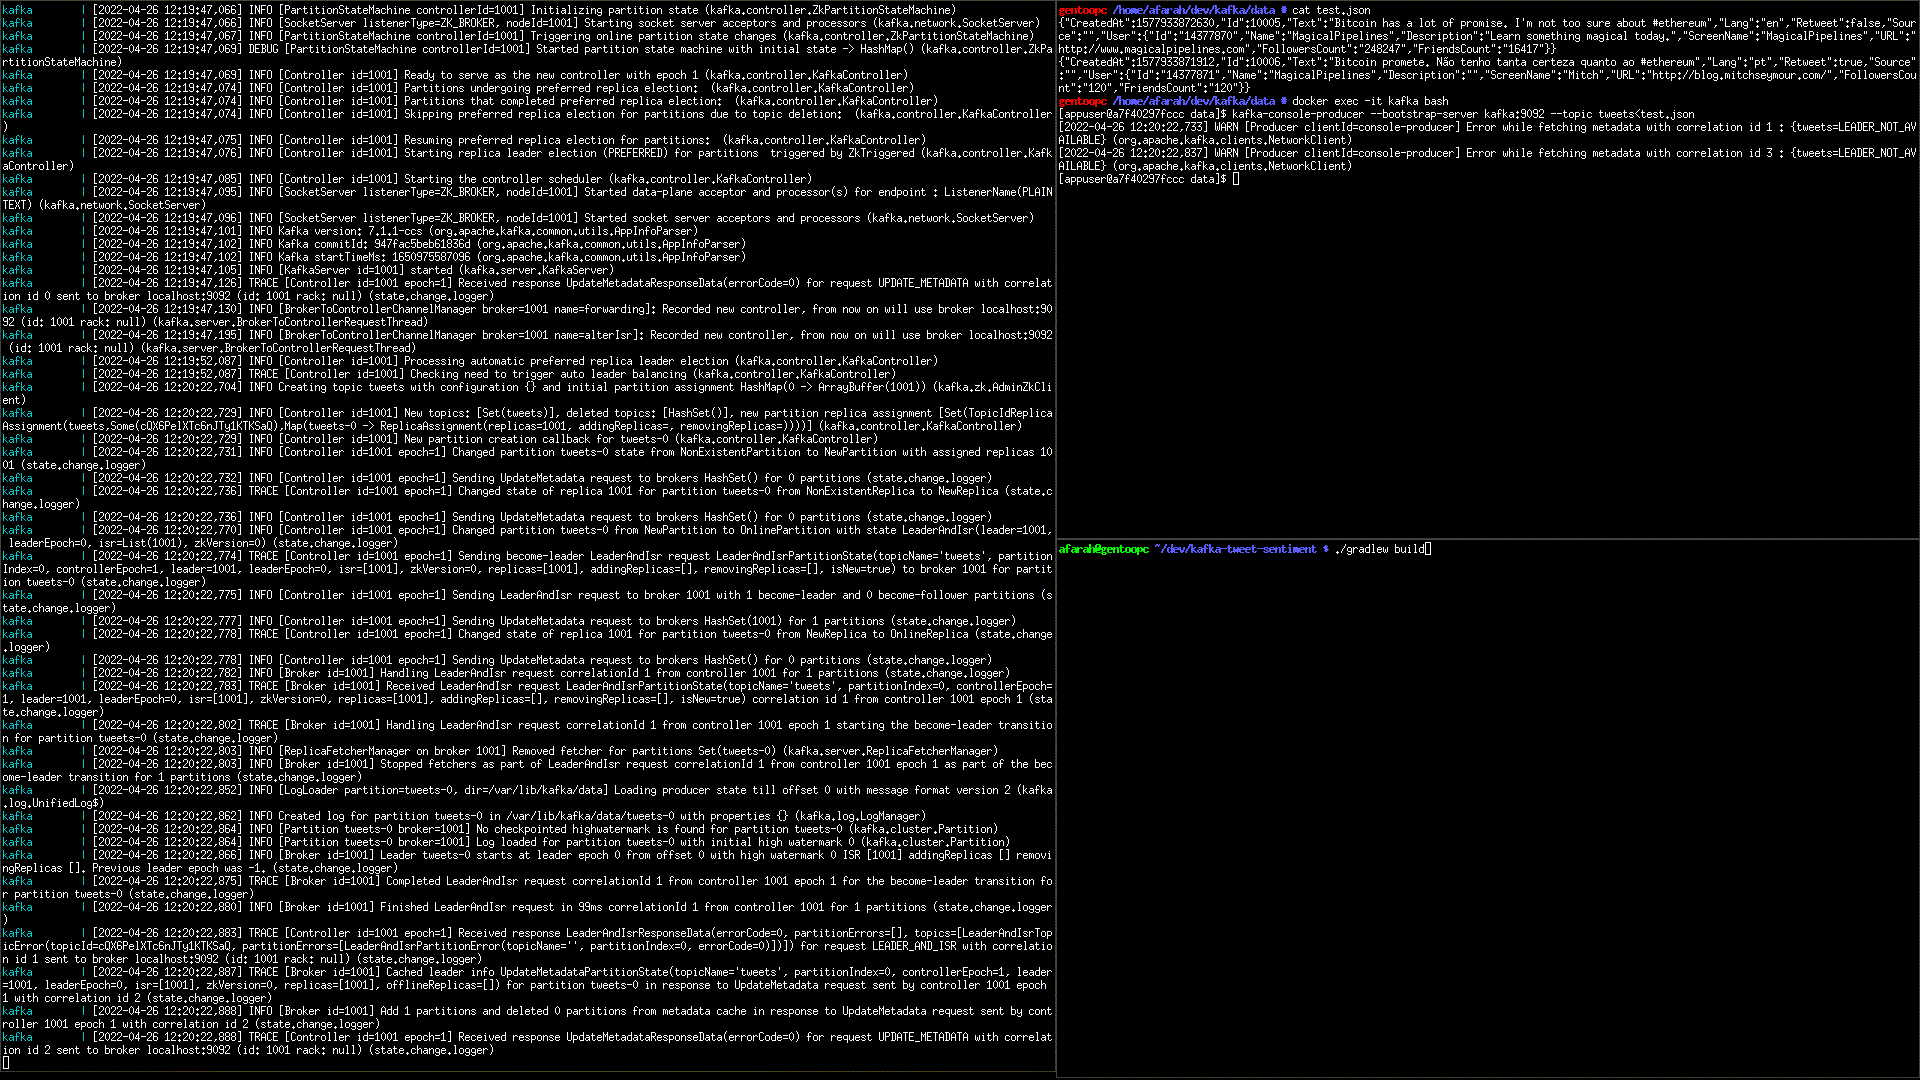 kafka | [2022-04-26 12:19:47,066] INFO [PartitionStateMachine controllerId=1001] Initializing partition state (kafka.controller.ZkPartitionStateMachine)
kafka | [2022-04-26 12:19:47,066] INFO [SocketServer listenerType=ZK_BROKER, nodeId=1001] Starting socket server acceptors and processors (kafka.network.SocketServer)
kafka | [2022-04-26 12:19:47,067] INFO [PartitionStateMachine controllerId=1001] Triggering online partition state changes (kafka.controller.ZkPartitionStateMachine)
kafka | [2022-04-26 12:19:47,069] DEBUG [PartitionStateMachine controllerId=1001] Started partition state machine with initial state -> HashMap() (kafka.controller.ZkPa
rtitionStateMachine)
kafka | [2022-04-26 12:19:47,069] INFO [Controller id=1001] Ready to serve as the new controller with epoch 1 (kafka.controller.KafkaController)
kafka | [2022-04-26 12:19:47,074] INFO [Controller id=1001] Partitions undergoing preferred replica election:  (kafka.controller.KafkaController)
kafka | [2022-04-26 12:19:47,074] INFO [Controller id=1001] Partitions that completed preferred replica election:  (kafka.controller.KafkaController)
kafka | [2022-04-26 12:19:47,074] INFO [Controller id=1001] Skipping preferred replica election for partitions due to topic deletion:  (kafka.controller.KafkaController
)
kafka | [2022-04-26 12:19:47,075] INFO [Controller id=1001] Resuming preferred replica election for partitions:  (kafka.controller.KafkaController)
kafka | [2022-04-26 12:19:47,076] INFO [Controller id=1001] Starting replica leader election (PREFERRED) for partitions  triggered by ZkTriggered (kafka.controller.Kafk
aController)
kafka | [2022-04-26 12:19:47,085] INFO [Controller id=1001] Starting the controller scheduler (kafka.controller.KafkaController)
kafka | [2022-04-26 12:19:47,095] INFO [SocketServer listenerType=ZK_BROKER, nodeId=1001] Started data-plane acceptor and processor(s) for endpoint : ListenerName(PLAIN
TEXT) (kafka.network.SocketServer)
kafka | [2022-04-26 12:19:47,096] INFO [SocketServer listenerType=ZK_BROKER, nodeId=1001] Started socket server acceptors and processors (kafka.network.SocketServer)
kafka | [2022-04-26 12:19:47,101] INFO Kafka version: 7.1.1-ccs (org.apache.kafka.common.utils.AppInfoParser)
kafka | [2022-04-26 12:19:47,102] INFO Kafka commitId: 947fac5beb61836d (org.apache.kafka.common.utils.AppInfoParser)
kafka | [2022-04-26 12:19:47,102] INFO Kafka startTimeMs: 1650975587096 (org.apache.kafka.common.utils.AppInfoParser)
kafka | [2022-04-26 12:19:47,105] INFO [KafkaServer id=1001] started (kafka.server.KafkaServer)
kafka | [2022-04-26 12:19:47,126] TRACE [Controller id=1001 epoch=1] Received response UpdateMetadataResponseData(errorCode=0) for request UPDATE_METADATA with correlat
ion id 0 sent to broker localhost:9092 (id: 1001 rack: null) (state.change.logger)
kafka | [2022-04-26 12:19:47,130] INFO [BrokerToControllerChannelManager broker=1001 name=forwarding]: Recorded new controller, from now on will use broker localhost:90
92 (id: 1001 rack: null) (kafka.server.BrokerToControllerRequestThread)
kafka | [2022-04-26 12:19:47,195] INFO [BrokerToControllerChannelManager broker=1001 name=alterIsr]: Recorded new controller, from now on will use broker localhost:9092
 (id: 1001 rack: null) (kafka.server.BrokerToControllerRequestThread)
kafka | [2022-04-26 12:19:52,087] INFO [Controller id=1001] Processing automatic preferred replica leader election (kafka.controller.KafkaController)
kafka | [2022-04-26 12:19:52,087] TRACE [Controller id=1001] Checking need to trigger auto leader balancing (kafka.controller.KafkaController)
kafka | [2022-04-26 12:20:22,704] INFO Creating topic tweets with configuration {} and initial partition assignment HashMap(0 -> ArrayBuffer(1001)) (kafka.zk.AdminZkCli
ent)
kafka | [2022-04-26 12:20:22,729] INFO [Controller id=1001] New topics: [Set(tweets)], deleted topics: [HashSet()], new partition replica assignment [Set(TopicIdReplica
Assignment(tweets,Some(cQX6PelXTc6nJTy1KTKSaQ),Map(tweets-0 -> ReplicaAssignment(replicas=1001, addingReplicas=, removingReplicas=))))] (kafka.controller.KafkaController)
kafka | [2022-04-26 12:20:22,729] INFO [Controller id=1001] New partition creation callback for tweets-0 (kafka.controller.KafkaController)
kafka | [2022-04-26 12:20:22,731] INFO [Controller id=1001 epoch=1] Changed partition tweets-0 state from NonExistentPartition to NewPartition with assigned replicas 10
01 (state.change.logger)
kafka | [2022-04-26 12:20:22,732] INFO [Controller id=1001 epoch=1] Sending UpdateMetadata request to brokers HashSet() for 0 partitions (state.change.logger)
kafka | [2022-04-26 12:20:22,736] TRACE [Controller id=1001 epoch=1] Changed state of replica 1001 for partition tweets-0 from NonExistentReplica to NewReplica (state.c
hange.logger)
kafka | [2022-04-26 12:20:22,736] INFO [Controller id=1001 epoch=1] Sending UpdateMetadata request to brokers HashSet() for 0 partitions (state.change.logger)
kafka | [2022-04-26 12:20:22,770] INFO [Controller id=1001 epoch=1] Changed partition tweets-0 from NewPartition to OnlinePartition with state LeaderAndIsr(leader=1001,
 leaderEpoch=0, isr=List(1001), zkVersion=0) (state.change.logger)
kafka | [2022-04-26 12:20:22,774] TRACE [Controller id=1001 epoch=1] Sending become-leader LeaderAndIsr request LeaderAndIsrPartitionState(topicName='tweets', partition
Index=0, controllerEpoch=1, leader=1001, leaderEpoch=0, isr=[1001], zkVersion=0, replicas=[1001], addingReplicas=[], removingReplicas=[], isNew=true) to broker 1001 for partit
ion tweets-0 (state.change.logger)
kafka | [2022-04-26 12:20:22,775] INFO [Controller id=1001 epoch=1] Sending LeaderAndIsr request to broker 1001 with 1 become-leader and 0 become-follower partitions (s
tate.change.logger)
kafka | [2022-04-26 12:20:22,777] INFO [Controller id=1001 epoch=1] Sending UpdateMetadata request to brokers HashSet(1001) for 1 partitions (state.change.logger)
kafka | [2022-04-26 12:20:22,778] TRACE [Controller id=1001 epoch=1] Changed state of replica 1001 for partition tweets-0 from NewReplica to OnlineReplica (state.change
.logger)
kafka | [2022-04-26 12:20:22,778] INFO [Controller id=1001 epoch=1] Sending UpdateMetadata request to brokers HashSet() for 0 partitions (state.change.logger)
kafka | [2022-04-26 12:20:22,782] INFO [Broker id=1001] Handling LeaderAndIsr request correlationId 1 from controller 1001 for 1 partitions (state.change.logger)
kafka | [2022-04-26 12:20:22,783] TRACE [Broker id=1001] Received LeaderAndIsr request LeaderAndIsrPartitionState(topicName='tweets', partitionIndex=0, controllerEpoch=
1, leader=1001, leaderEpoch=0, isr=[1001], zkVersion=0, replicas=[1001], addingReplicas=[], removingReplicas=[], isNew=true) correlation id 1 from controller 1001 epoch 1 (sta
te.change.logger)
kafka | [2022-04-26 12:20:22,802] TRACE [Broker id=1001] Handling LeaderAndIsr request correlationId 1 from controller 1001 epoch 1 starting the become-leader transitio
n for partition tweets-0 (state.change.logger)
kafka | [2022-04-26 12:20:22,803] INFO [ReplicaFetcherManager on broker 1001] Removed fetcher for partitions Set(tweets-0) (kafka.server.ReplicaFetcherManager)
kafka | [2022-04-26 12:20:22,803] INFO [Broker id=1001] Stopped fetchers as part of LeaderAndIsr request correlationId 1 from controller 1001 epoch 1 as part of the bec
ome-leader transition for 1 partitions (state.change.logger)
kafka | [2022-04-26 12:20:22,852] INFO [LogLoader partition=tweets-0, dir=/var/lib/kafka/data] Loading producer state till offset 0 with message format version 2 (kafka
.log.UnifiedLog$)
kafka | [2022-04-26 12:20:22,862] INFO Created log for partition tweets-0 in /var/lib/kafka/data/tweets-0 with properties {} (kafka.log.LogManager)
kafka | [2022-04-26 12:20:22,864] INFO [Partition tweets-0 broker=1001] No checkpointed highwatermark is found for partition tweets-0 (kafka.cluster.Partition)
kafka | [2022-04-26 12:20:22,864] INFO [Partition tweets-0 broker=1001] Log loaded for partition tweets-0 with initial high watermark 0 (kafka.cluster.Partition)
kafka | [2022-04-26 12:20:22,866] INFO [Broker id=1001] Leader tweets-0 starts at leader epoch 0 from offset 0 with high watermark 0 ISR [1001] addingReplicas [] removi
ngReplicas []. Previous leader epoch was -1. (state.change.logger)
kafka | [2022-04-26 12:20:22,875] TRACE [Broker id=1001] Completed LeaderAndIsr request correlationId 1 from controller 1001 epoch 1 for the become-leader transition fo
r partition tweets-0 (state.change.logger)
kafka | [2022-04-26 12:20:22,880] INFO [Broker id=1001] Finished LeaderAndIsr request in 99ms correlationId 1 from controller 1001 for 1 partitions (state.change.logger
)
kafka | [2022-04-26 12:20:22,883] TRACE [Controller id=1001 epoch=1] Received response LeaderAndIsrResponseData(errorCode=0, partitionErrors=[], topics=[LeaderAndIsrTop
icError(topicId=cQX6PelXTc6nJTy1KTKSaQ, partitionErrors=[LeaderAndIsrPartitionError(topicName='', partitionIndex=0, errorCode=0)])]) for request LEADER_AND_ISR with correlatio
n id 1 sent to broker localhost:9092 (id: 1001 rack: null) (state.change.logger)
kafka | [2022-04-26 12:20:22,887] TRACE [Broker id=1001] Cached leader info UpdateMetadataPartitionState(topicName='tweets', partitionIndex=0, controllerEpoch=1, leader
=1001, leaderEpoch=0, isr=[1001], zkVersion=0, replicas=[1001], offlineReplicas=[]) for partition tweets-0 in response to UpdateMetadata request sent by controller 1001 epoch
1 with correlation id 2 (state.change.logger)
kafka | [2022-04-26 12:20:22,888] INFO [Broker id=1001] Add 1 partitions and deleted 0 partitions from metadata cache in response to UpdateMetadata request sent by cont
roller 1001 epoch 1 with correlation id 2 (state.change.logger)
kafka | [2022-04-26 12:20:22,888] TRACE [Controller id=1001 epoch=1] Received response UpdateMetadataResponseData(errorCode=0) for request UPDATE_METADATA with correlat
ion id 2 sent to broker localhost:9092 (id: 1001 rack: null) (state.change.logger)
gentoopc /home/afarah/dev/kafka/data # cat test.json
{"CreatedAt":1577933872630,"Id":10005,"Text":"Bitcoin has a lot of promise. I'm not too sure about #ethereum","Lang":"en","Retweet":false,"Sour
ce":"","User":{"Id":"14377870","Name":"MagicalPipelines","Description":"Learn something magical today.","ScreenName":"MagicalPipelines","URL":"
http://www.magicalpipelines.com","FollowersCount":"248247","FriendsCount":"16417"}}
{"CreatedAt":1577933871912,"Id":10006,"Text":"Bitcoin promete. Não tenho tanta certeza quanto ao #ethereum","Lang":"pt","Retweet":true,"Source"
:"","User":{"Id":"14377871","Name":"MagicalPipelines","Description":"","ScreenName":"Mitch","URL":"http://blog.mitchseymour.com/","FollowersCou
nt":"120","FriendsCount":"120"}}
gentoopc /home/afarah/dev/kafka/data # docker exec -it kafka bash
[appuser@a7f40297fccc data]$ kafka-console-producer --bootstrap-server kafka:9092 --topic tweets<test.json
[2022-04-26 12:20:22,733] WARN [Producer clientId=console-producer] Error while fetching metadata with correlation id 1 : {tweets=LEADER_NOT_AV
AILABLE} (org.apache.kafka.clients.NetworkClient)
[2022-04-26 12:20:22,837] WARN [Producer clientId=console-producer] Error while fetching metadata with correlation id 3 : {tweets=LEADER_NOT_AV
AILABLE} (org.apache.kafka.clients.NetworkClient)
[appuser@a7f40297fccc data]$
afarah@gentoopc ~/dev/kafka-tweet-sentiment $ ./gradlew build